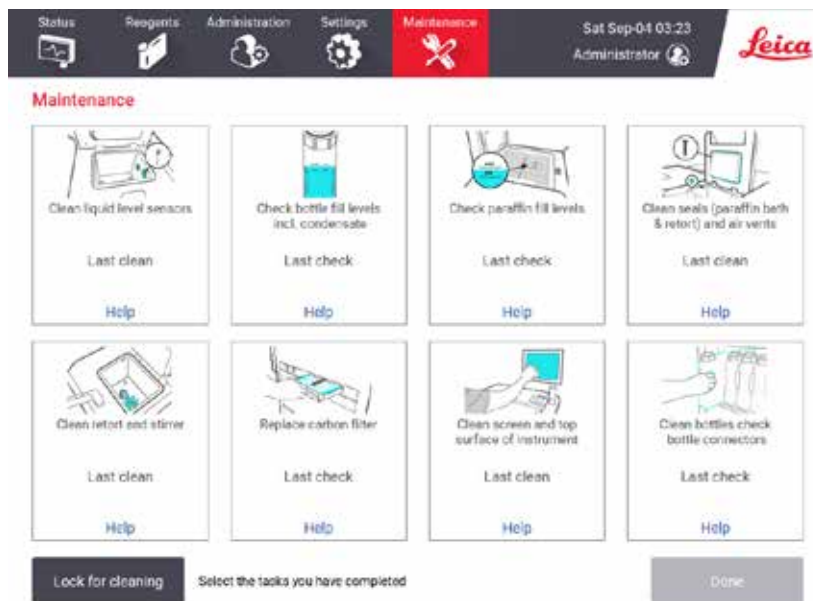 Status Reagents Administration Settings Maintenance
Sat Sep-04 03:23
Administrator
Leica
Maintenance
Clean liquid level sensors
Last clean
Help
Check bottle fill levels
incl. condensate
Last check
Help
Check paraffin fill levels
Last check
Help
Clean seals (paraffin bath
& retort) and air vents
Last clean
Help
Clean retort and stirrer
Last clean
Help
Replace carbon filter
Last check
Help
Clean screen and top
surface of instrument
Last clean
Help
Clean bottles check
bottle connectors
Last check
Help
Lock for cleaning
Select the tasks you have completed
Done